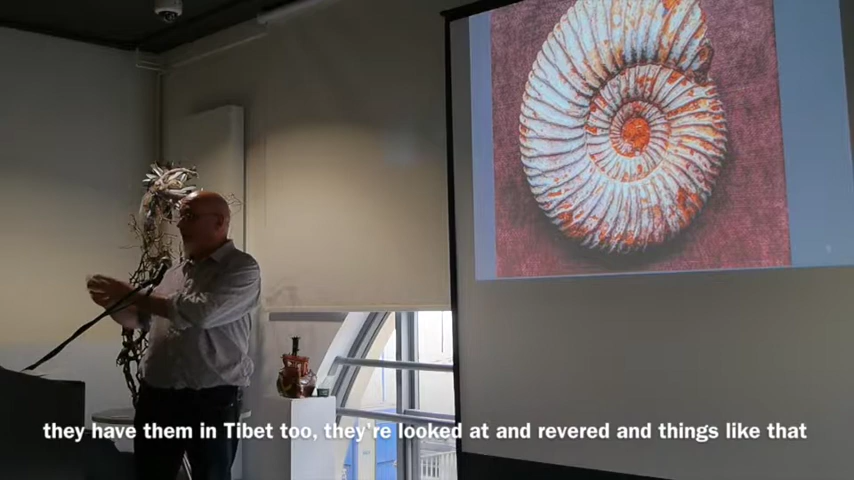 they have them in Tibet too, they're looked at and revered and things like that